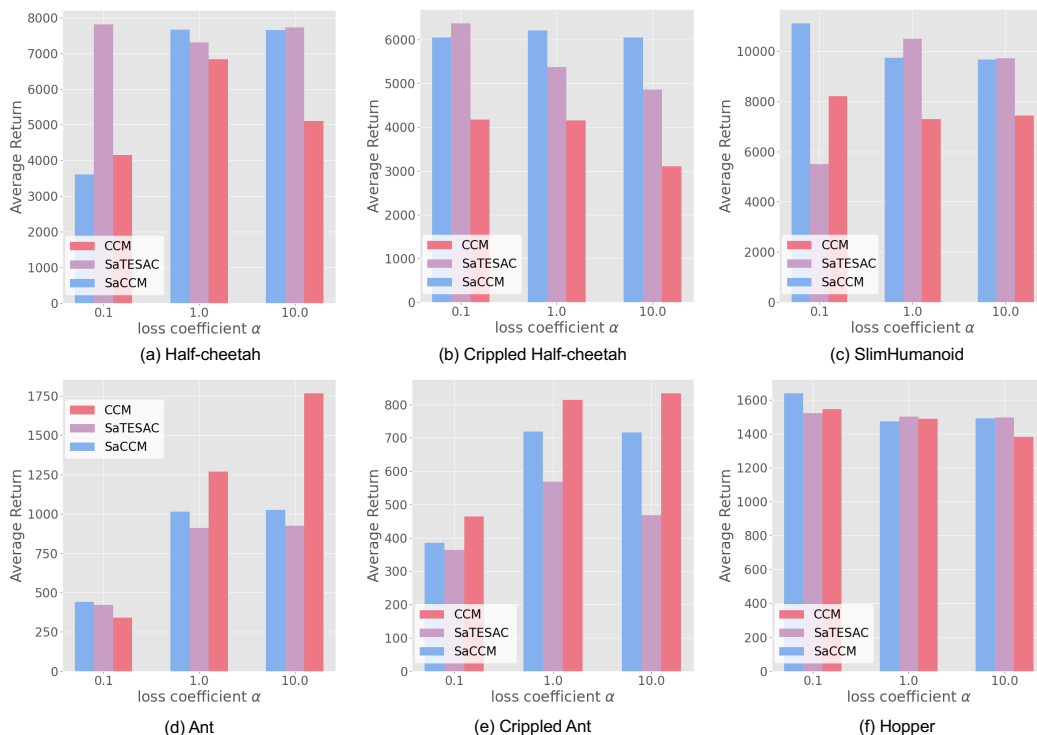 Average Return
8000
7000
6000
5000
4000
3000
2000
1000
0
CCM
SaTESAC
SaCCM
0.1 1.0 10.0
loss coefficient α
(a) Half-cheetah
Average Return
6000
5000
4000
3000
2000
1000
0
CCM
SaTESAC
SaCCM
0.1 1.0 10.0
loss coefficient α
(b) Crippled Half-cheetah
Average Return
10000
8000
6000
4000
2000
0
CCM
SaTESAC
SaCCM
0.1 1.0 10.0
loss coefficient α
(c) SlimHumanoid
Average Return
1750
1500
1250
1000
750
500
250
0
CCM
SaTESAC
SaCCM
0.1 1.0 10.0
loss coefficient α
(d) Ant
Average Return
800
700
600
500
400
300
200
100
0
CCM
SaTESAC
SaCCM
0.1 1.0 10.0
loss coefficient α
(e) Crippled Ant
Average Return
1600
1400
1200
1000
800
600
400
200
0
CCM
SaTESAC
SaCCM
0.1 1.0 10.0
loss coefficient α
(f) Hopper